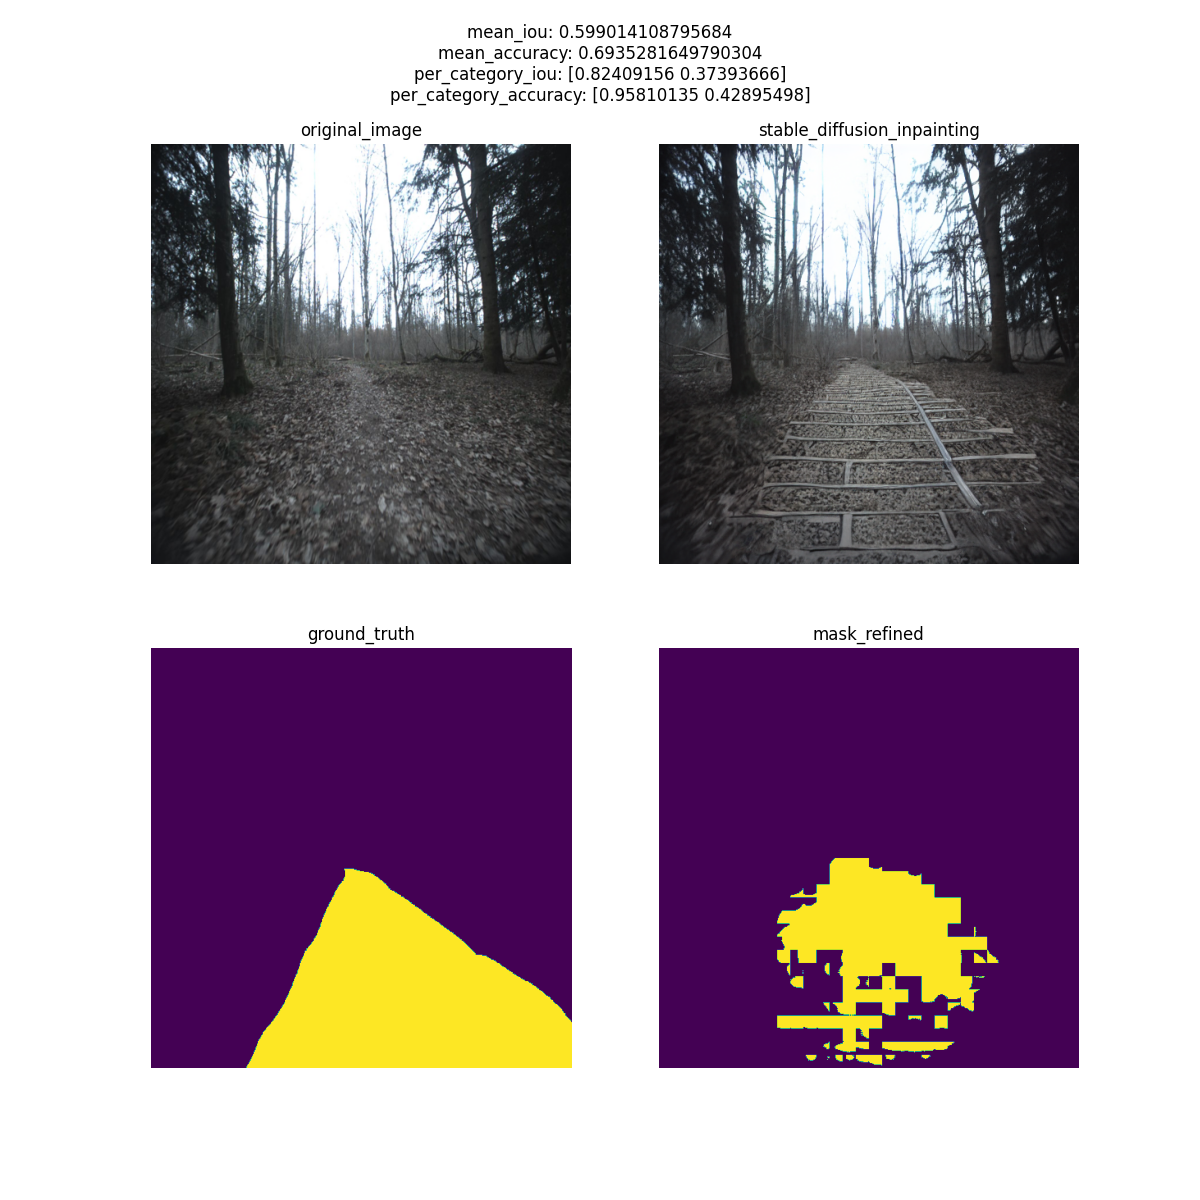 mean_iou: 0.599014108795684
mean_accuracy: 0.6935281649790304
per_category_iou: [0.82409156 0.37393666]
per_category_accuracy: [0.95810135 0.42895498]
original_image
stable_diffusion_inpainting
ground_truth
mask_refined